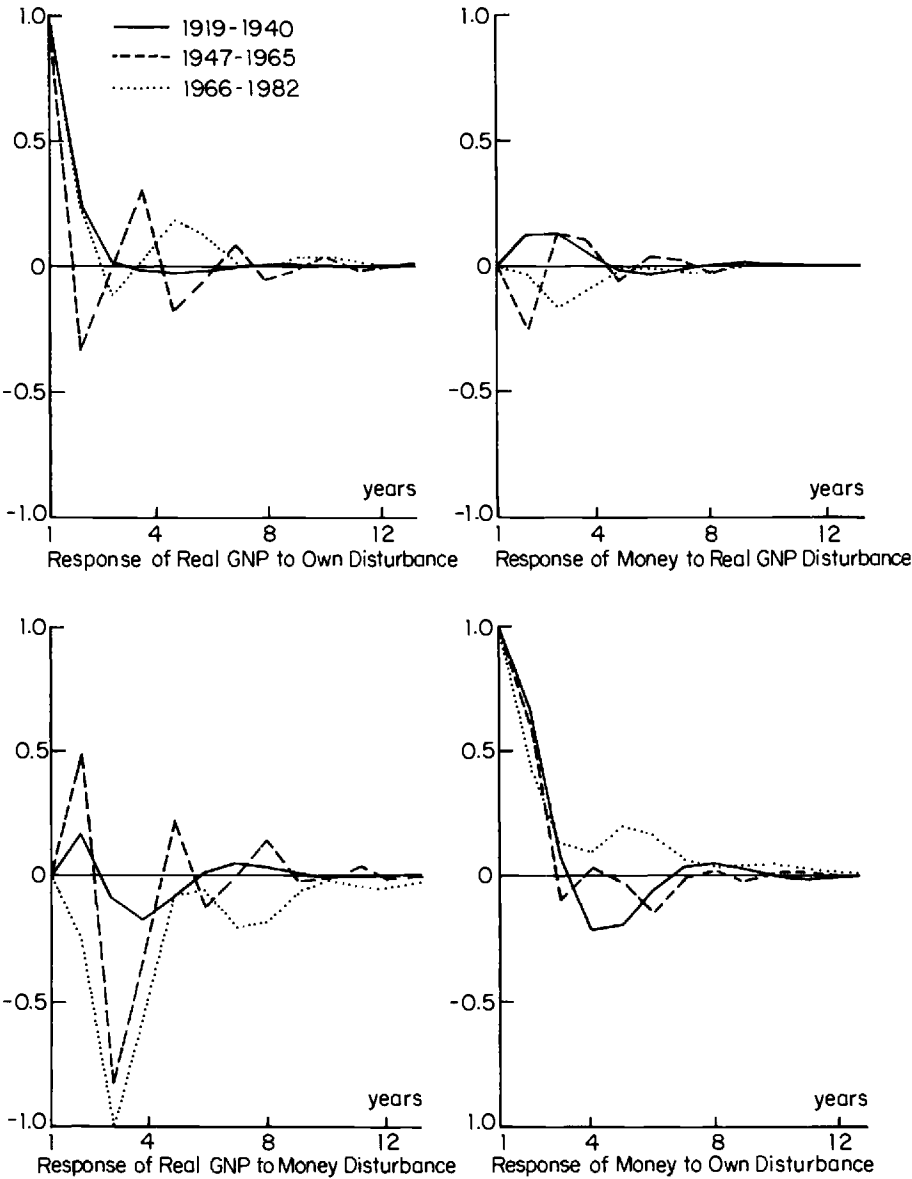 1.0
1919-1940
1947-1965
1966-1982
0.5
0
-0.5
-1.0
years
1 4 8 12
Response of Real GNP to Own Disturbance
1.0
0.5
0
-0.5
-1.0
years
1 4 8 12
Response of Money to Real GNP Disturbance
1.0
0.5
0
-0.5
-1.0
years
1 4 8 12
Response of Real GNP to Money Disturbance
1.0
0.5
0
-0.5
1.0
years
1 4 8 12
Response of Money to Own Disturbance